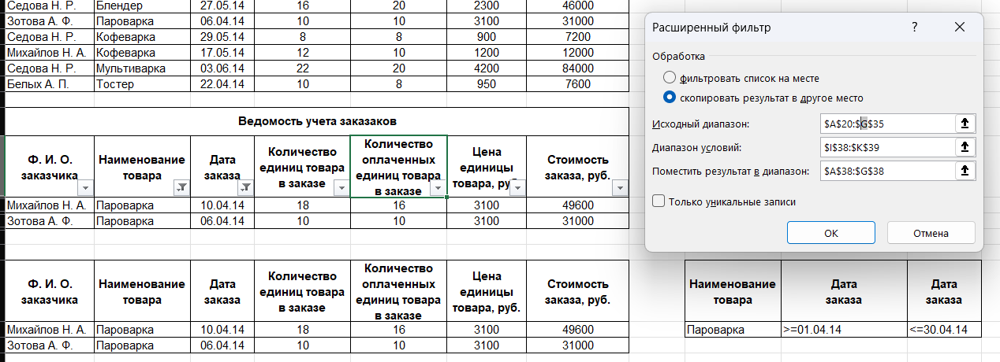 Седова Н. Р. Блендер 27.05.14 16 20 2300 46000
Зотова А. Ф. Пароварка 06.04.14 10 10 3100 31000
Седова Н. Р. Кофеварка 29.05.14 8 8 900 7200
Михайлов Н. А. Кофеварка 17.05.14 12 10 1200 12000
Седова Н. Р. Мультиварка 03.06.14 22 20 4200 84000
Белых А. П. Тостер 22.04.14 10 8 950 7600
Ведомость учета заказаков
Ф. И. О. заказчика
Наименование товара
Дата заказа
Количество единиц товара в заказе
Количество оплаченных единиц товара в заказе
Цена единицы товара, руб.
Стоимость заказа, руб.
Михайлов Н. А. Пароварка 10.04.14 18 16 3100 49600
Зотова А. Ф. Пароварка 06.04.14 10 10 3100 31000
Ф. И. О. заказчика
Наименование товара
Дата заказа
Количество единиц товара в заказе
Количество оплаченных единиц товара в заказе
Цена единицы товара, руб.
Стоимость заказа, руб.
Михайлов Н. А. Пароварка 10.04.14 18 16 3100 49600
Зотова А. Ф. Пароварка 06.04.14 10 10 3100 31000
Расширенный фильтр ?
Обработка
фильтровать список на месте
скопировать результат в другое место
Исходный диапазон: $A$20:$G$35
Диапазон условий: $I$38:$K$39
Поместить результат в диапазон: $A$38:$G$38
Только уникальные записи
ОК Отмена
Наименование товара
Дата заказа
Дата заказа
Пароварка >=01.04.14 <=30.04.14